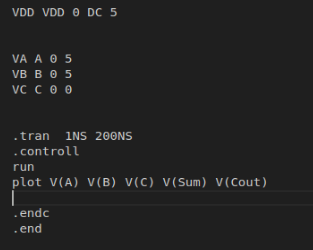 VDD VDD 0 DC 5
VA A 0 5
VB B 0 5
VC C 0 0
.tran  1NS 200NS
.controll
run
plot V(A) V(B) V(C) V(Sum) V(Cout)
.endc
.end